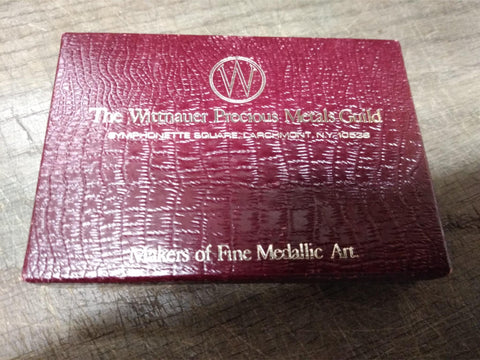 W
The Wittnauer Precious Metals Guild
SYMPHONETTE SQUARE, LARCHMONT, N.Y. 10538
Makers of Fine Medallic Art.